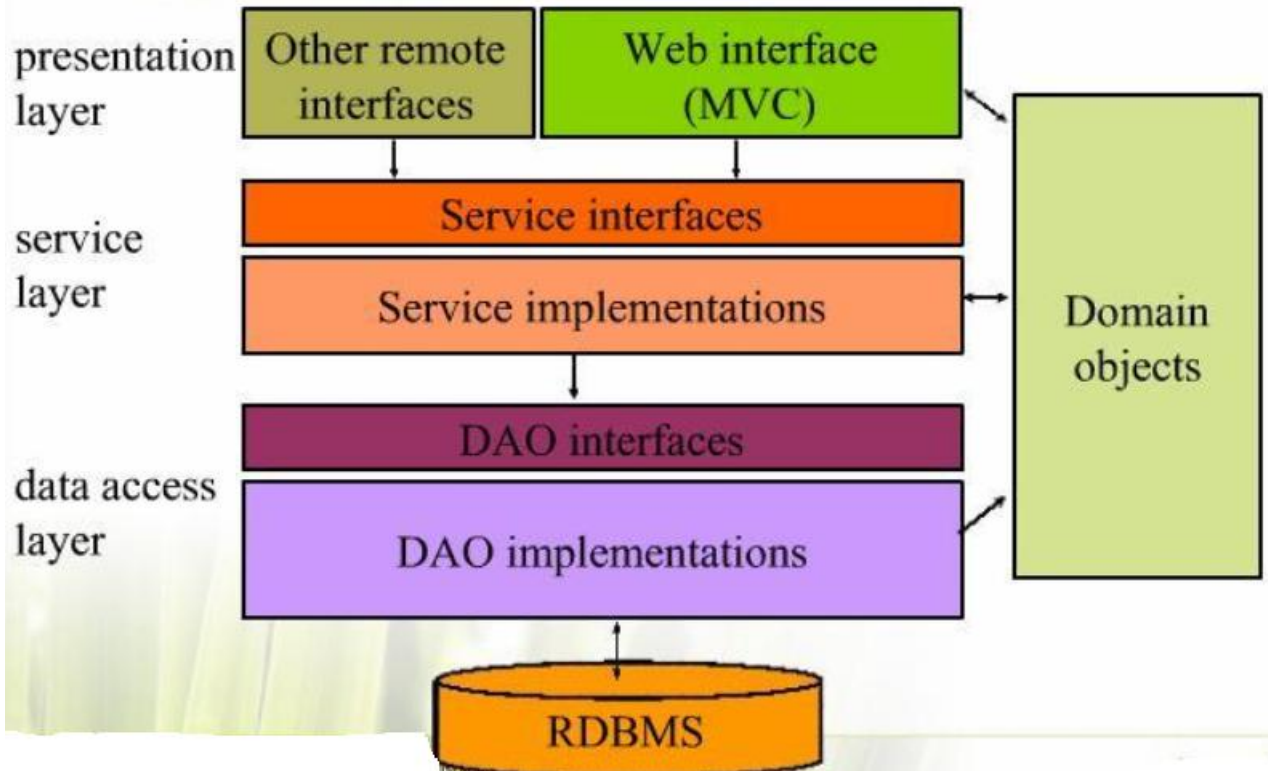 presentation
layer
Other remote
interfaces
Web interface
(MVC)
Service interfaces
service
layer
Service implementations
Domain
objects
DAO interfaces
data access
layer
DAO implementations
RDBMS